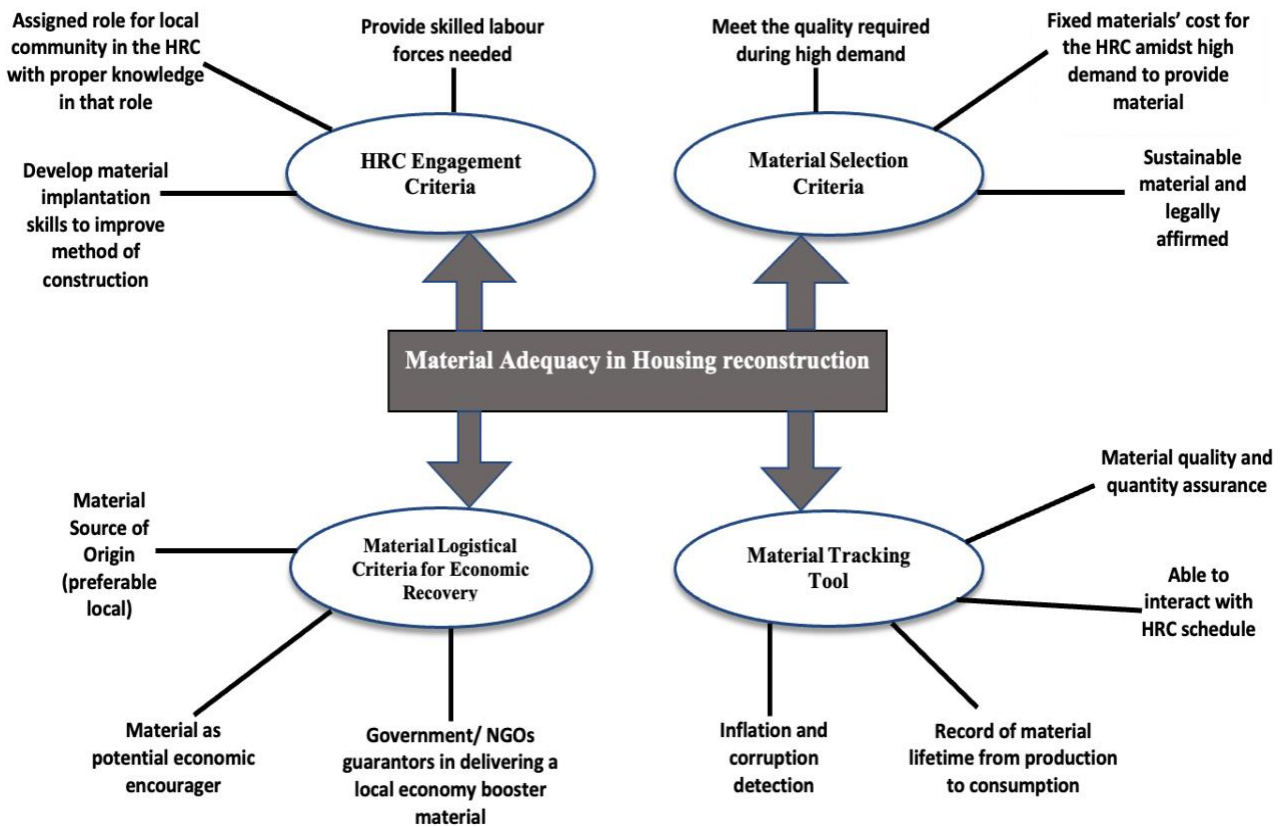 Assigned role for local
community in the HRC
with proper knowledge
in that role
Provide skilled labour
forces needed
Meet the quality required
during high demand
Fixed materials’ cost for
the HRC amidst high
demand to provide
material
HRC Engagement
Criteria
Material Selection
Criteria
Develop material
implantation
skills to improve
method of
construction
Sustainable
material and
legally
affirmed
Material Adequacy in Housing reconstruction
Material
Source of
Origin
(preferable
local)
Material Logistical
Criteria for Economic
Recovery
Material Tracking
Tool
Material quality and
quantity assurance
Able to
interact with
HRC schedule
Material as
potential economic
encourager
Government/ NGOs
guarantors in delivering a
local economy booster
material
Inflation and
corruption
detection
Record of material
lifetime from production
to consumption